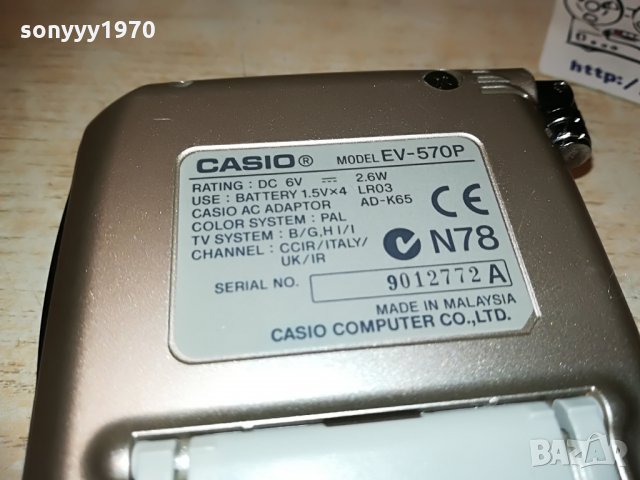 sonyyy1970
http:/
CASIO® MODEL EV-570P
RATING : DC 6V ⎓ 2.6W
USE : BATTERY 1.5V×4 LR03
CASIO AC ADAPTOR AD-K65
COLOR SYSTEM : PAL
TV SYSTEM : B/G,H I/I
CHANNEL : CCIR/ITALY/
UK/IR
CE
N78
SERIAL NO. 9012772A
MADE IN MALAYSIA
CASIO COMPUTER CO.,LTD.
BAZAR